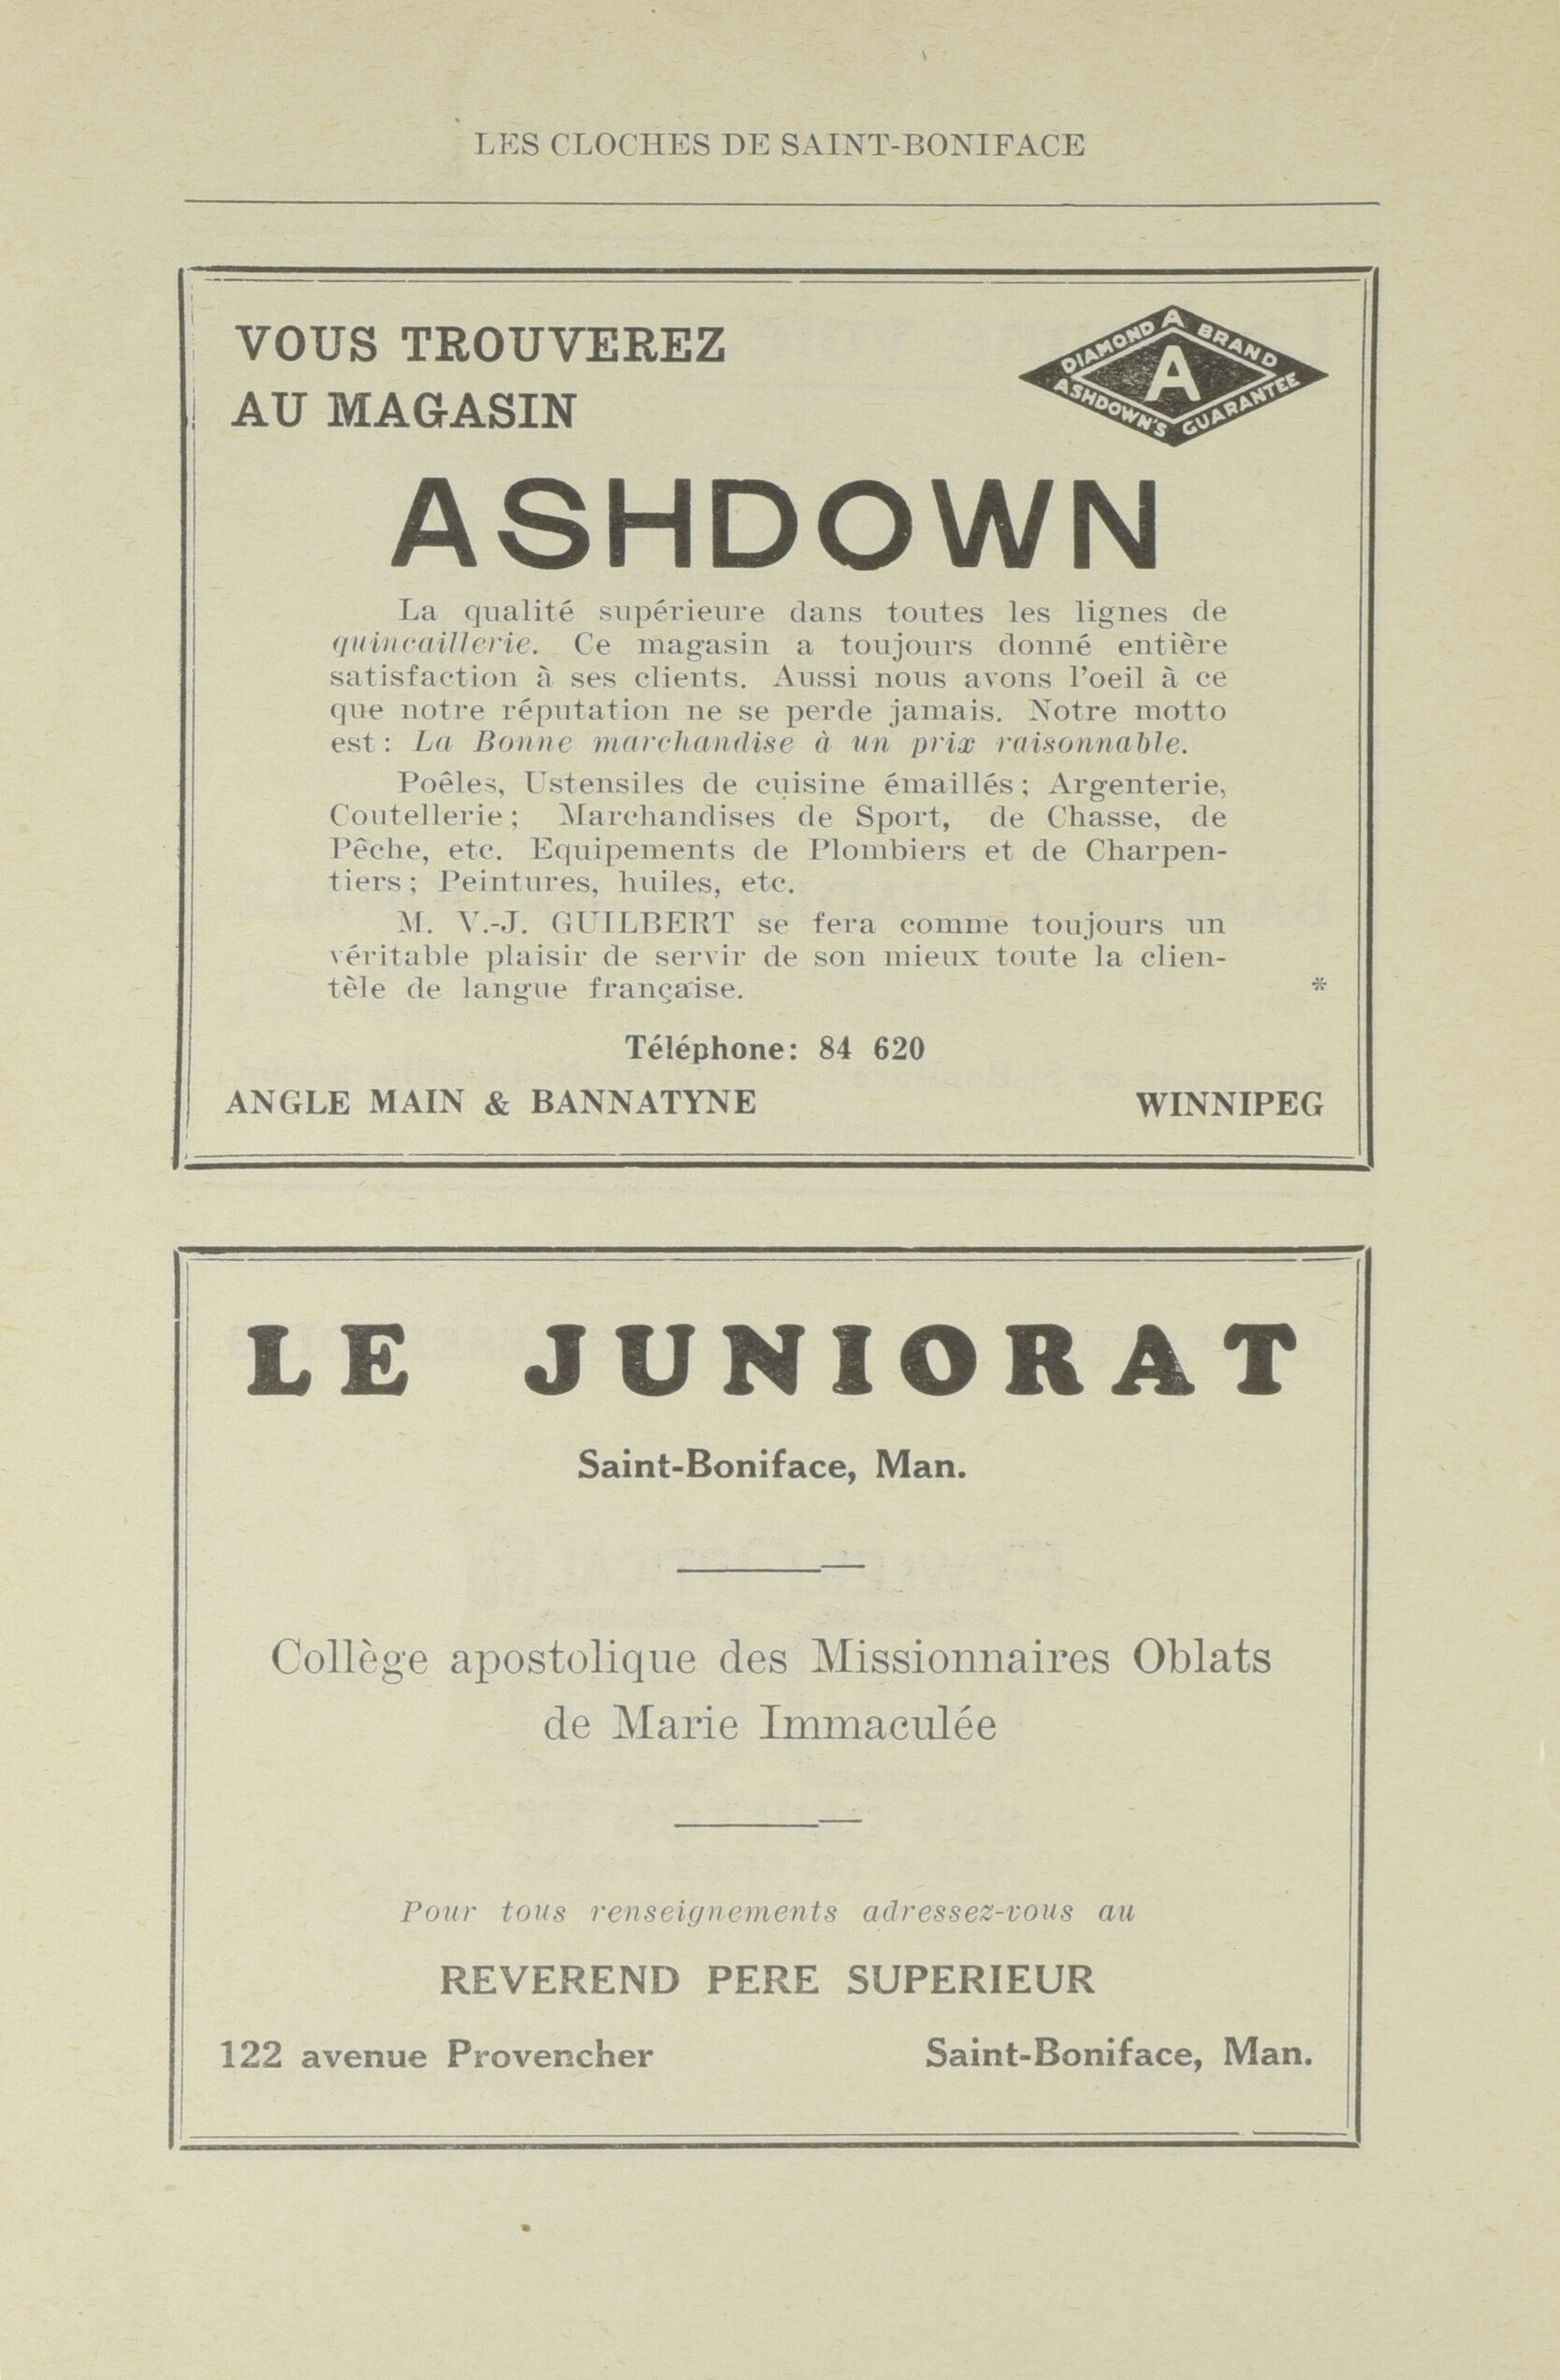 LES CLOCHES DE SAINT-BONIFACE
VOUS TROUVEREZ
AU MAGASIN
DIAMOND A BRAND
A
ASHDOWN'S GUARANTEE
ASHDOWN
La qualité supérieure dans toutes les lignes de
quincaillerie. Ce magasin a toujours donné entière
satisfaction à ses clients. Aussi nous avons l'oeil à ce
que notre réputation ne se perde jamais. Notre motto
est: La Bonne marchandise à un prix raisonnable.
Poêles, Ustensiles de cuisine émaillés; Argenterie,
Coutellerie; Marchandises de Sport, de Chasse, de
Pêche, etc. Equipements de Plombiers et de Charpen-
tiers; Peintures, huiles, etc.
M. V.-J. GUILBERT se fera comme toujours un
véritable plaisir de servir de son mieux toute la clien-
tèle de langue française. *
Téléphone: 84 620
ANGLE MAIN & BANNATYNE WINNIPEG
LE JUNIORAT
Saint-Boniface, Man.
Collège apostolique des Missionnaires Oblats
de Marie Immaculée
Pour tous renseignements adressez-vous au
REVEREND PERE SUPERIEUR
122 avenue Provencher Saint-Boniface, Man.